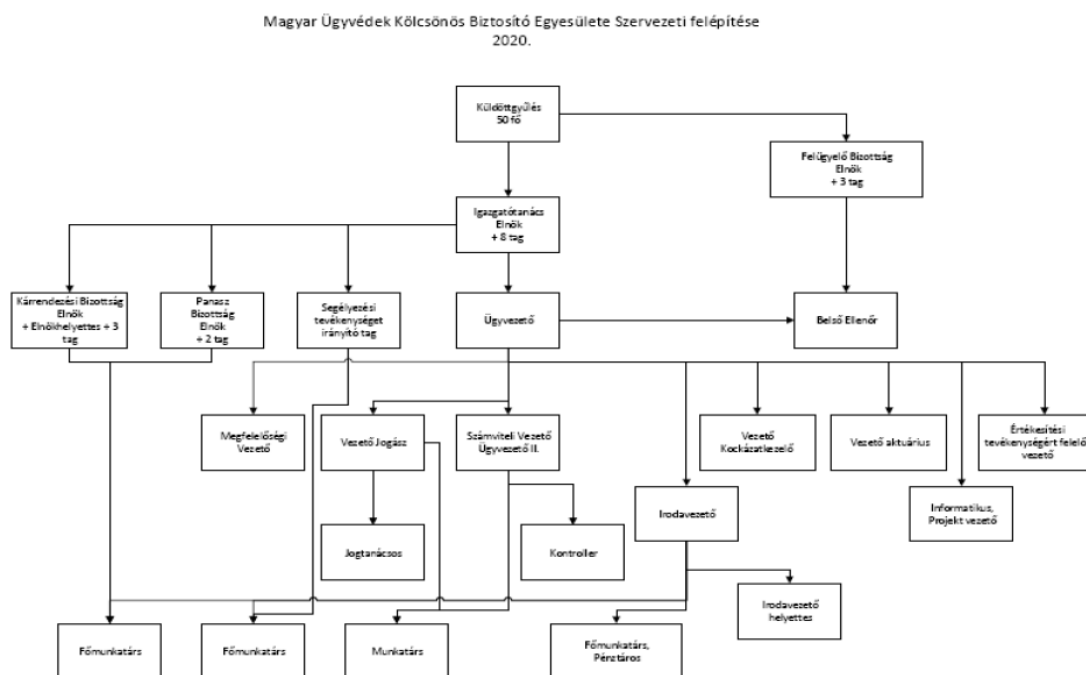 Magyar Ügyvédek Kölcsönös Biztosító Egyesülete Szervezeti felépítése
2020.
Küldöttgyűlés
50 fő
Felügyelő Bizottság
Elnök
+ 3 tag
Igazgatótanács
Elnök
+ 8 tag
Kárrendezési Bizottság
Elnök
+ Elnökhelyettes + 3
tag
Panasz
Bizottság
Elnök
+ 2 tag
Segélyezési
tevékenységet
irányító tag
Ügyvezető
Belső Ellenőr
Megfelelőségi
Vezető
Vezető Jogász
Számviteli Vezető
Ügyvezető II.
Vezető
Kockázatkezelő
Vezető aktuárius
Értékesítési
tevékenységért felelő
vezető
Irodavezető
Informatikus,
Projekt vezető
Jogtanácsos
Kontroller
Irodavezető
helyettes
Főmunkatárs
Főmunkatárs
Munkatárs
Főmunkatárs,
Pénztáros